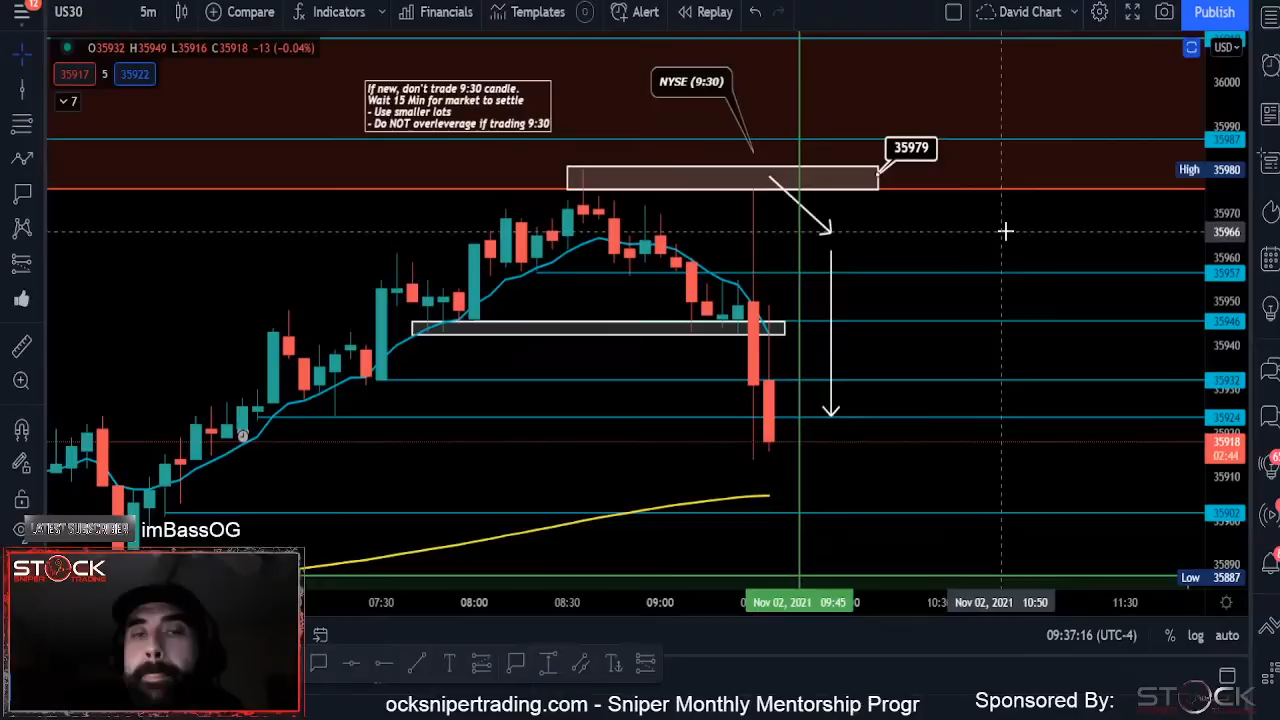 12
US30
5m
Compare
Indicators
Financials
Templates
Alert
Replay
David Chart
Publish
O35932 H35949 L35916 C35918 −13 (−0.04%)
USD
35917 5 35922
7
If new, don't trade 9:30 candle.
Wait 15 Min for market to settle
- Use smaller lots
- Do NOT overleverage if trading 9:30
NYSE (9:30)
36000
35990
35987
35979
High 35980
35970
35966
35960
35957
35950
35946
35940
35932
35924
35918
02:44
35910
35902
35890
Low 35887
LATEST SUBSCRIBER imBassOG
STOCK
SNIPER TRADING
07:30
08:00
08:30
09:00
Nov 02, 2021 09:45
Nov 02, 2021 10:50
11:30
09:37:16 (UTC-4)
%
log
auto
ocksnipertrading.com - Sniper Monthly Mentorship Progr
Sponsored By:
STOCK